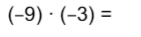 (−9) · (−3) =